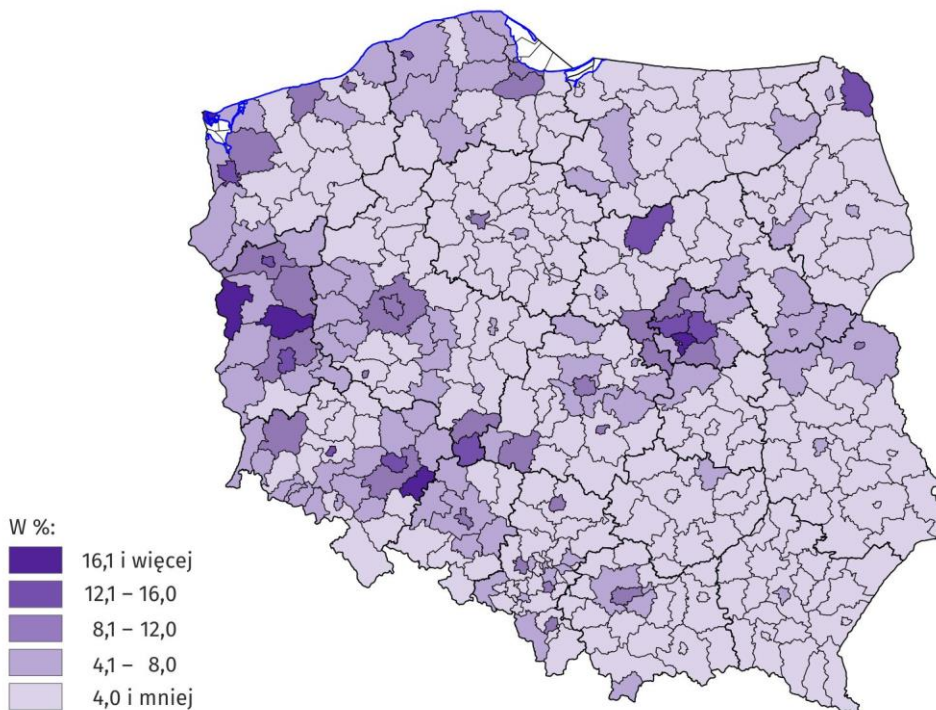 W %:
16,1 i więcej
12,1 – 16,0
8,1 – 12,0
4,1 – 8,0
4,0 i mniej